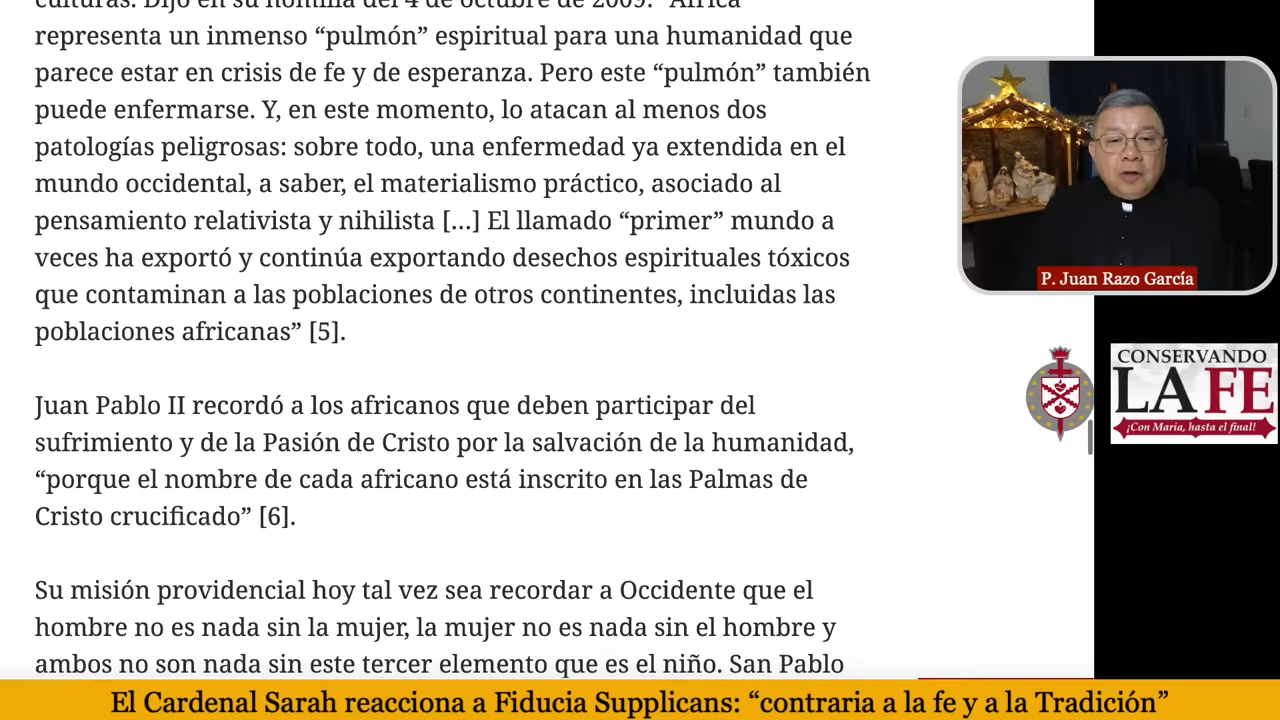 culturas. Dijo en su homilía del 4 de octubre de 2009: “África
representa un inmenso “pulmón” espiritual para una humanidad que
parece estar en crisis de fe y de esperanza. Pero este “pulmón” también
puede enfermarse. Y, en este momento, lo atacan al menos dos
patologías peligrosas: sobre todo, una enfermedad ya extendida en el
mundo occidental, a saber, el materialismo práctico, asociado al
pensamiento relativista y nihilista [...] El llamado “primer” mundo a
veces ha exportó y continúa exportando desechos espirituales tóxicos
que contaminan a las poblaciones de otros continentes, incluidas las
poblaciones africanas” [5].
Juan Pablo II recordó a los africanos que deben participar del
sufrimiento y de la Pasión de Cristo por la salvación de la humanidad,
“porque el nombre de cada africano está inscrito en las Palmas de
Cristo crucificado” [6].
Su misión providencial hoy tal vez sea recordar a Occidente que el
hombre no es nada sin la mujer, la mujer no es nada sin el hombre y
ambos no son nada sin este tercer elemento que es el niño. San Pablo
P. Juan Razo García
CONSERVANDO
LA FE
¡Con Maria, hasta el final!
El Cardenal Sarah reacciona a Fiducia Supplicans: “contraria a la fe y a la Tradición”